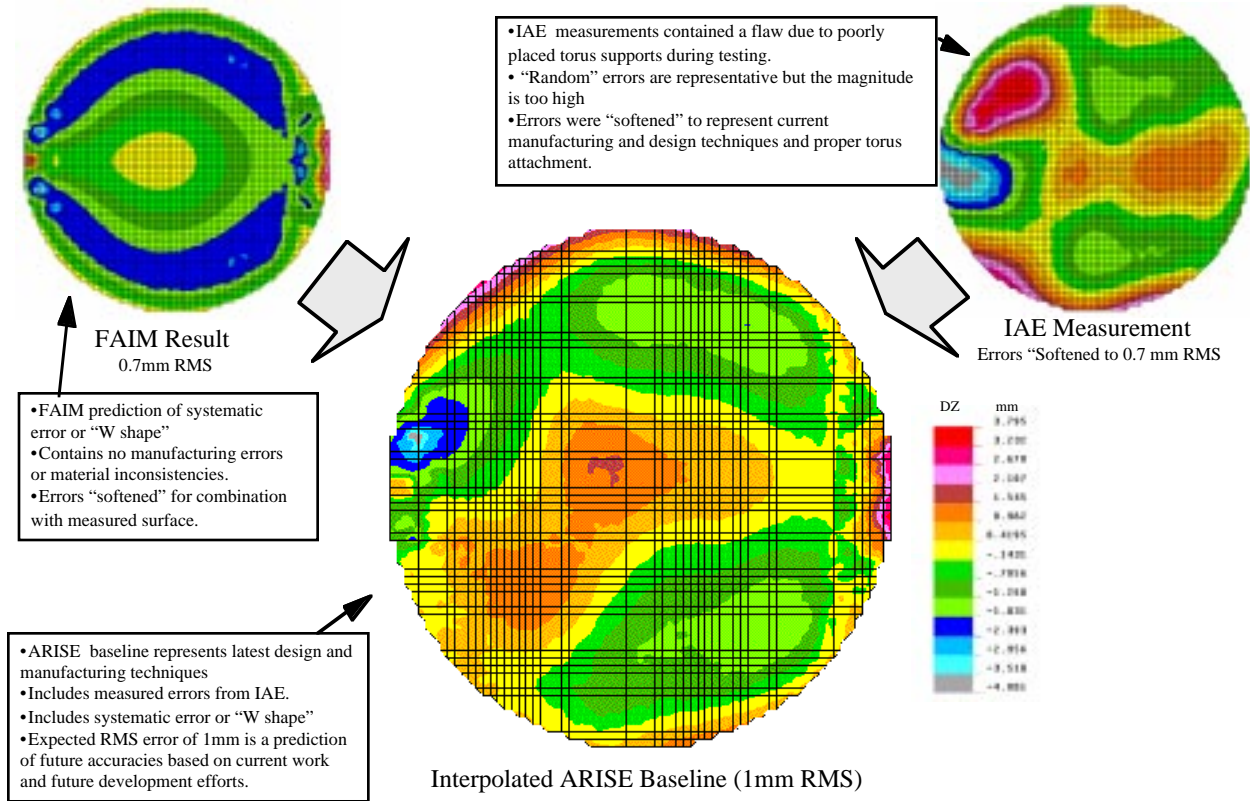 •IAE measurements contained a flaw due to poorly
placed torus supports during testing.
• “Random” errors are representative but the magnitude
is too high
•Errors were “softened” to represent current
manufacturing and design techniques and proper torus
attachment.
FAIM Result
0.7mm RMS
IAE Measurement
Errors “Softened to 0.7 mm RMS
•FAIM prediction of systematic
error or “W shape”
•Contains no manufacturing errors
or material inconsistencies.
•Errors “softened” for combination
with measured surface.
DZ mm
•ARISE baseline represents latest design and
manufacturing techniques
•Includes measured errors from IAE.
•Includes systematic error or “W shape”
•Expected RMS error of 1mm is a prediction
of future accuracies based on current work
and future development efforts.
Interpolated ARISE Baseline (1mm RMS)